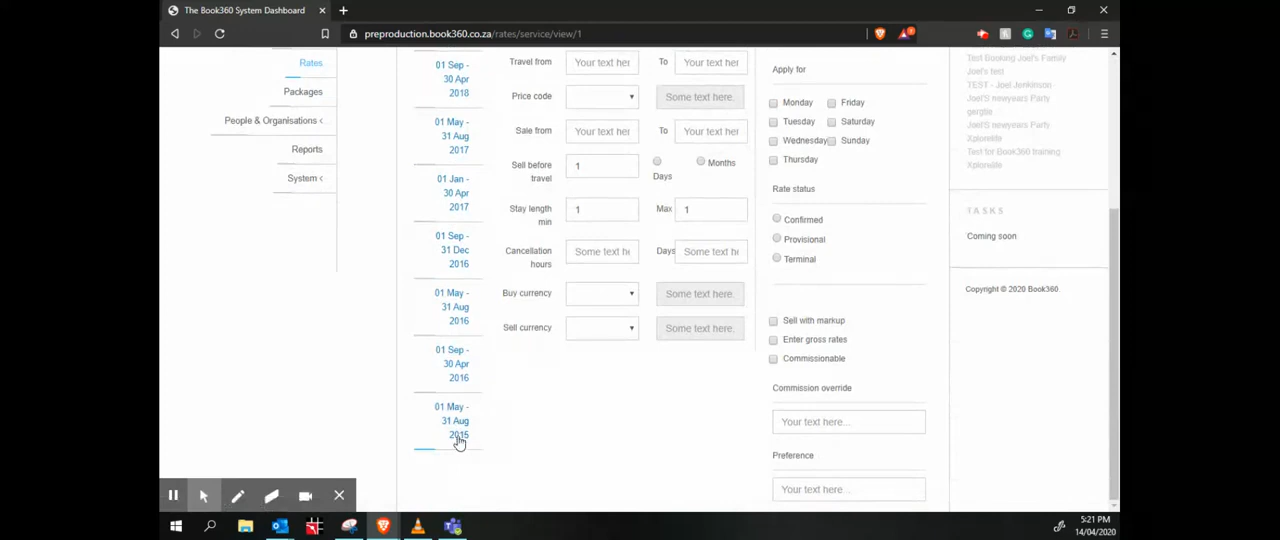 The Book360 System Dashboard
preproduction.book360.co.za/rates/service/view/1
Rates
Packages
People & Organisations <
Reports
System <
01 Sep -
30 Apr
2018
01 May -
31 Aug
2017
01 Jan -
30 Apr
2017
01 Sep -
31 Dec
2016
01 May -
31 Aug
2016
01 Sep -
30 Apr
2016
01 May -
31 Aug
2015
Travel from
Your text her
To
Your text her
Price code
Some text here.
Sale from
Your text her
To
Your text her
Sell before
travel
1
Days
Months
Stay length
min
1
Max
1
Cancellation
hours
Some text he
Days
Some text he
Buy currency
Some text here.
Sell currency
Some text here.
Apply for
Monday
Friday
Tuesday
Saturday
Wednesday
Sunday
Thursday
Rate status
Confirmed
Provisional
Terminal
Sell with markup
Enter gross rates
Commissionable
Commission override
Your text here...
Preference
Your text here...
Test Booking Joel's Family
Joel's test
TEST - Joel Jenkinson
Joel'S newyears Party
Joel'S newyears Party
Xplorelife
Test for Book360 training
Xplorelife
TASKS
Coming soon
Copyright © 2020 Book360.
5:21 PM
14/04/2020